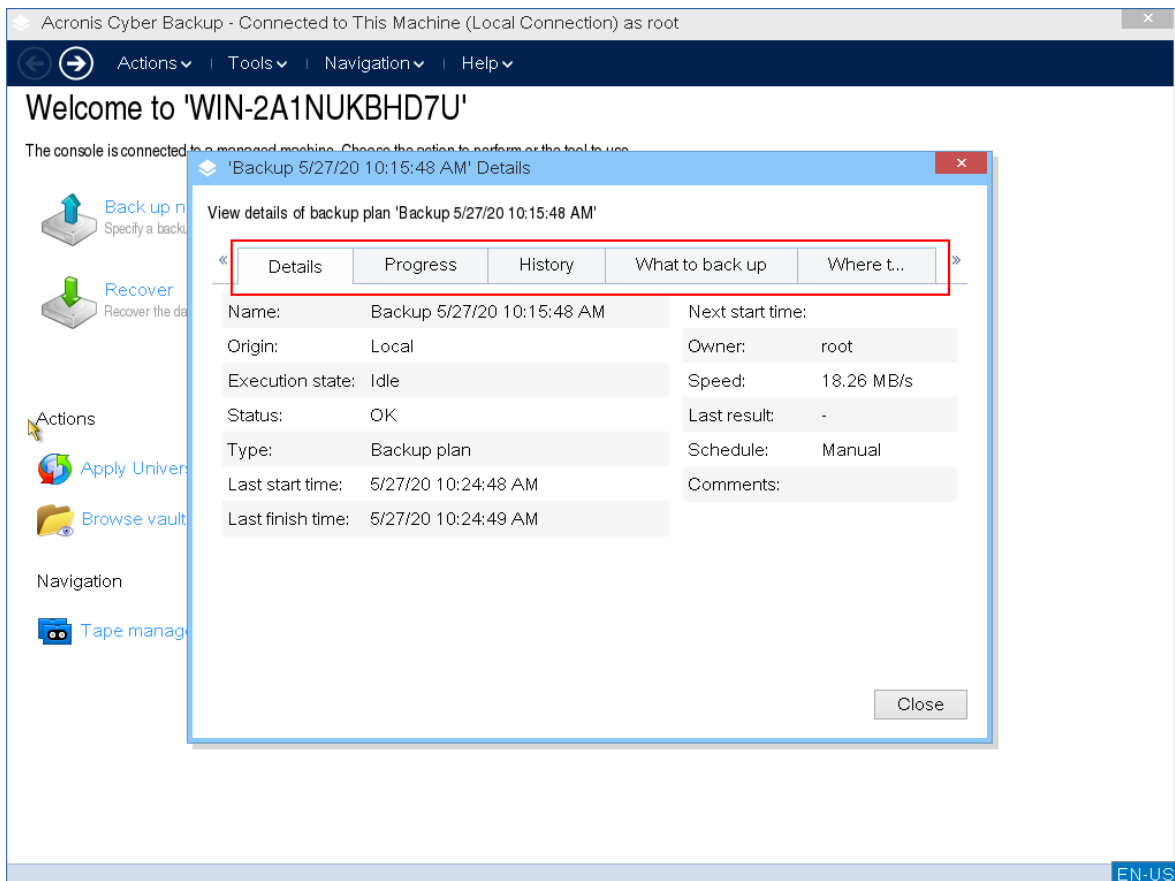 Acronis Cyber Backup - Connected to This Machine (Local Connection) as root
Actions Tools Navigation Help
Welcome to 'WIN-2A1NUKBHD7U'
The console is connected
'Backup 5/27/20 10:15:48 AM' Details
View details of backup plan 'Backup 5/27/20 10:15:48 AM'
Back up n
Specify a backu
Recover
Recover the da
Actions
Apply Univer
Browse vault
Navigation
Tape manag
« Details Progress History What to back up Where t... »
Name: Backup 5/27/20 10:15:48 AM Next start time:
Origin: Local Owner: root
Execution state: Idle Speed: 18.26 MB/s
Status: OK Last result: -
Type: Backup plan Schedule: Manual
Last start time: 5/27/20 10:24:48 AM Comments:
Last finish time: 5/27/20 10:24:49 AM
Close
EN-US